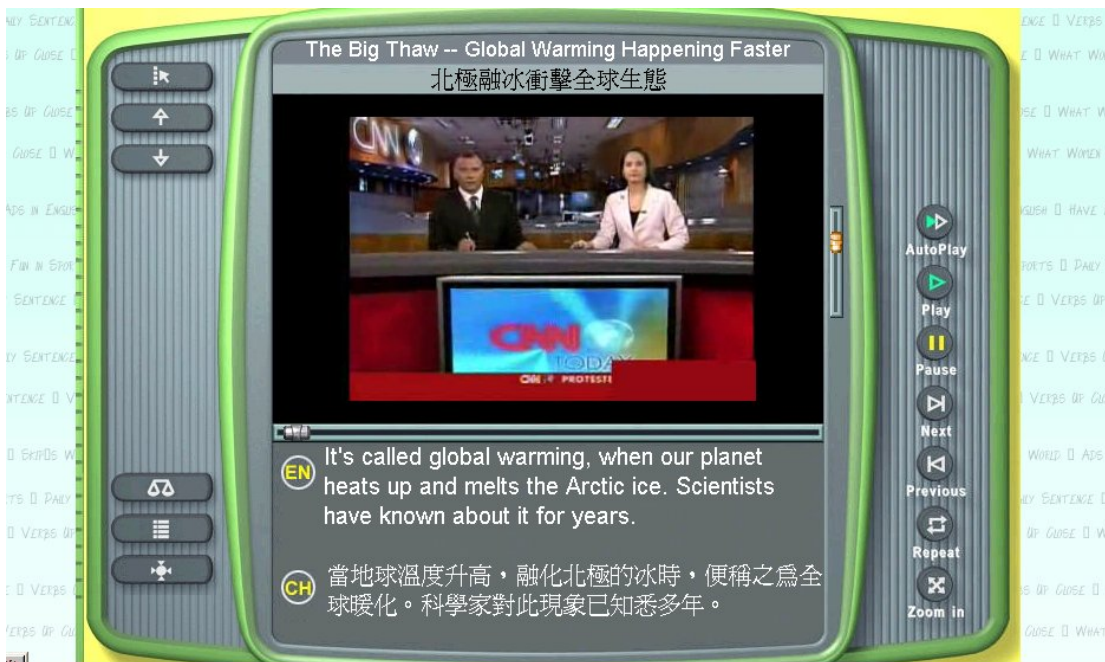 The Big Thaw -- Global Warming Happening Faster
北極融冰衝擊全球生態
CNN
CNN
TODAY
CNN
PROTESTE
AutoPlay
Play
Pause
Next
Previous
Repeat
Zoom in
EN
It's called global warming, when our planet
heats up and melts the Arctic ice. Scientists
have known about it for years.
CH
當地球溫度升高，融化北極的冰時，便稱之為全
球暖化。科學家對此現象已知悉多年。